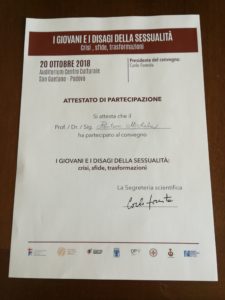 I GIOVANI E I DISAGI DELLA SESSUALITÀ
Crisi, sfide, trasformazioni
20 OTTOBRE 2018
Auditorium Centro Culturale
San Gaetano - Padova
Presidente del convegno:
Carlo
ATTESTATO DI PARTECIPAZIONE
Si attesta che il
Prof./Dr./Sig.
ha partecipato al convegno
I GIOVANI E I DISAGI DELLA SESSUALITÀ:
crisi, sfide, trasformazioni
La Segreteria scientifica